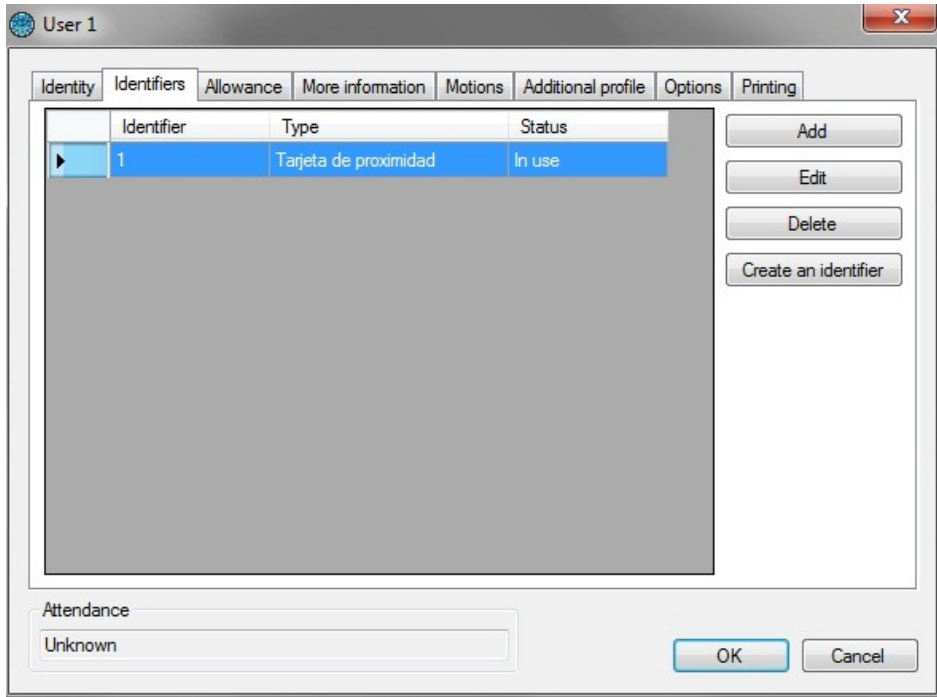 User 1
Identity Identifiers Allowance More information Motions Additional profile Options Printing
Identifier Type Status
1 Tarjeta de proximidad In use
Add
Edit
Delete
Create an identifier
Attendance
Unknown
OK Cancel